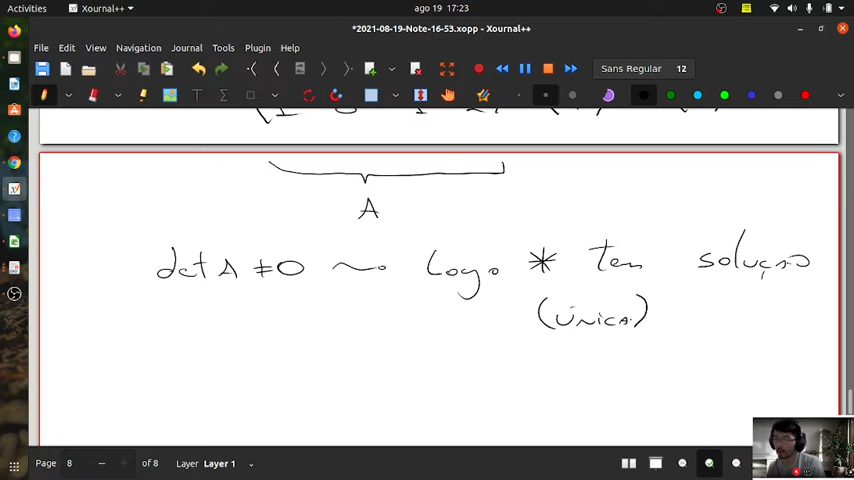 Activities Xournal++ ago 19 17:23
*2021-08-19-Note-16-53.xopp - Xournal++
File Edit View Navigation Journal Tools Plugin Help
Sans Regular 12
A
det A ≠ 0 ~> Logo * tem solução
(única)
Page 8 of 8 Layer Layer 1